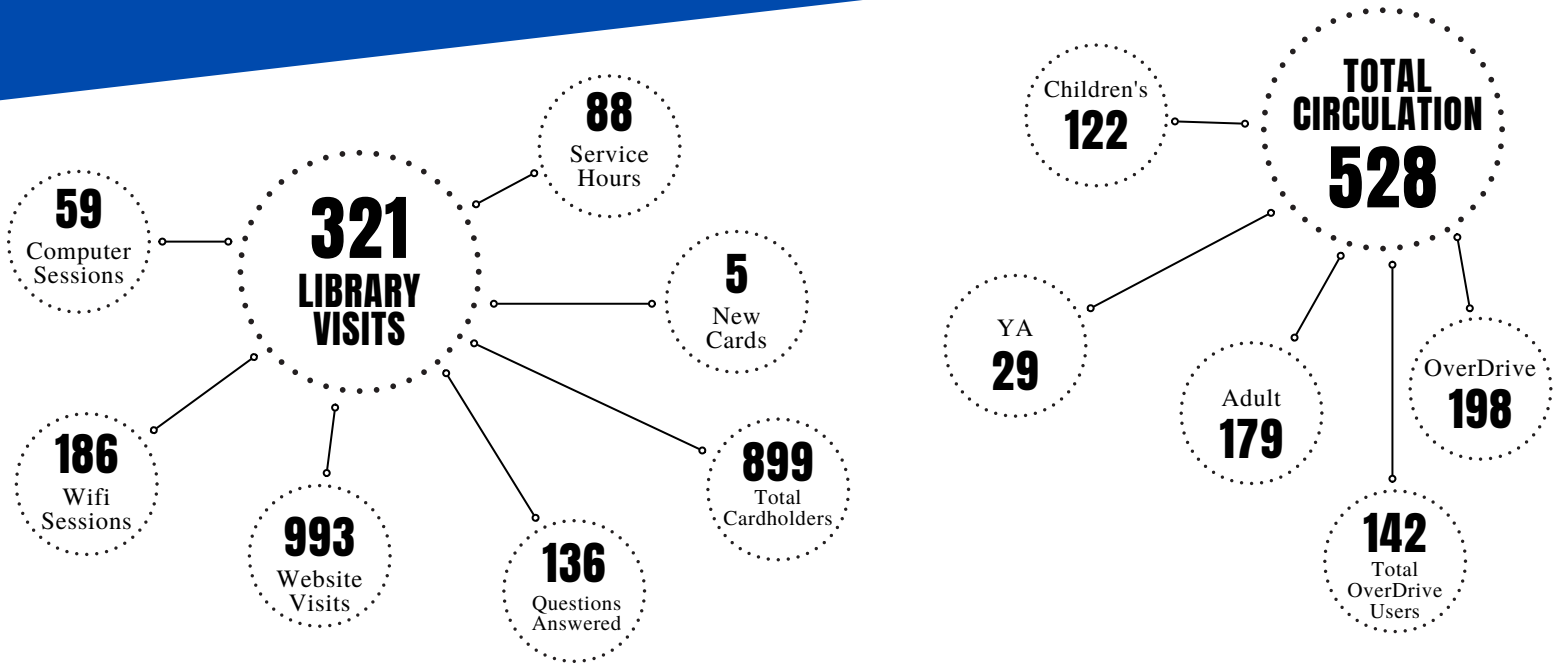 321
LIBRARY
VISITS
88
Service
Hours
59
Computer
Sessions
5
New
Cards
186
Wifi
Sessions
993
Website
Visits
136
Questions
Answered
899
Total
Cardholders
TOTAL
CIRCULATION
528
Children's
122
YA
29
Adult
179
OverDrive
198
142
Total
OverDrive
Users